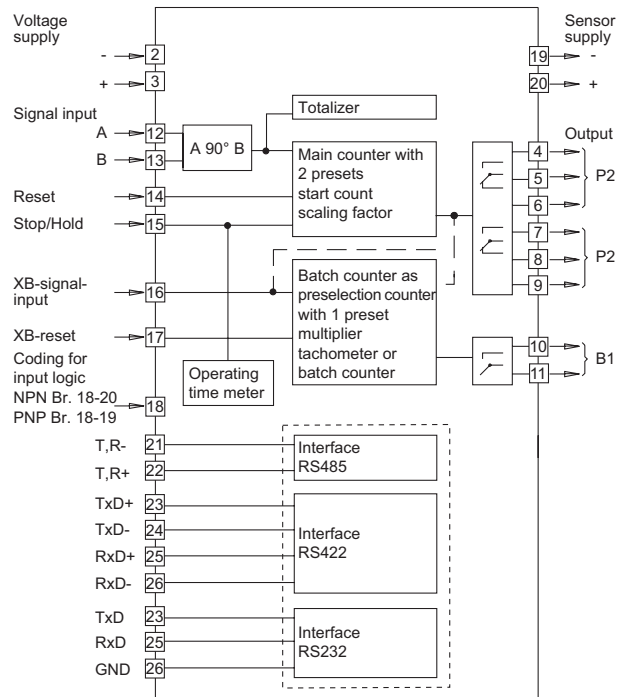 Voltage
supply
Sensor
supply
- 2
19 -
+ 3
20 +
Signal input
Totalizer
A 12
B 13
A 90° B
Main counter with
2 presets
start count
scaling factor
Output
4
5
6
P2
7
8
9
P2
Reset 14
Stop/Hold 15
XB-signal-
input 16
Batch counter as
preselection counter
with 1 preset
multiplier
tachometer or
batch counter
XB-reset 17
10
11
B1
Operating
time meter
Coding for
input logic
NPN Br. 18-20
PNP Br. 18-19
18
T,R- 21
T,R+ 22
Interface
RS485
TxD+ 23
TxD- 24
RxD+ 25
RxD- 26
Interface
RS422
TxD 23
RxD 25
GND 26
Interface
RS232